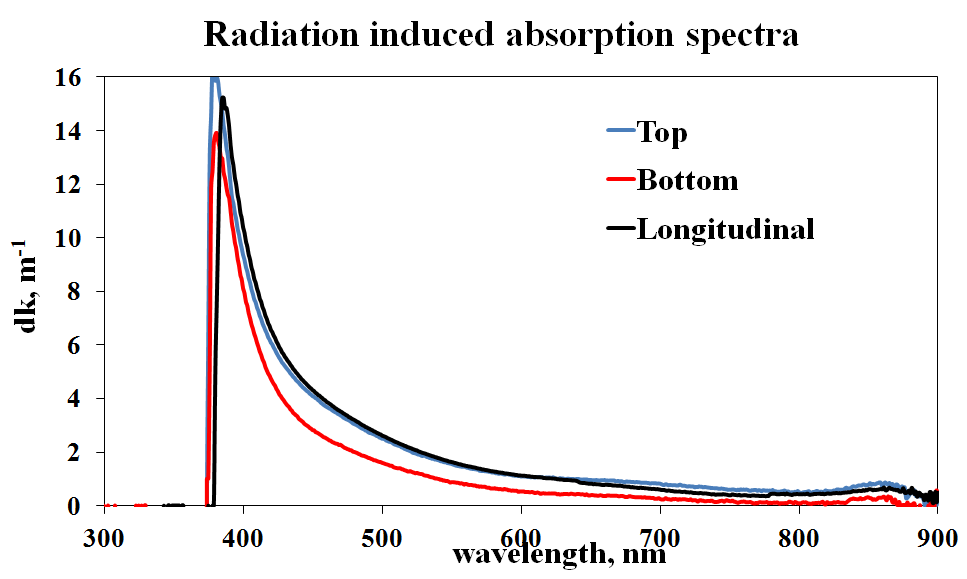 Radiation induced absorption spectra
16
14
12
10
8
6
4
2
0
dk, m⁻¹
Top
Bottom
Longitudinal
300 400 500 600 700 800 900
wavelength, nm